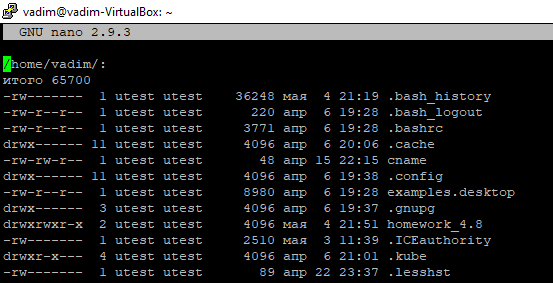 vadim@vadim-VirtualBox: ~
GNU nano 2.9.3
/home/vadim/:
итого 65700
-rw------- 1 utest utest 36248 мая 4 21:19 .bash_history
-rw-r--r-- 1 utest utest 220 апр 6 19:28 .bash_logout
-rw-r--r-- 1 utest utest 3771 апр 6 19:28 .bashrc
drwx------ 11 utest utest 4096 апр 6 20:06 .cache
-rw-rw-r-- 1 utest utest 48 апр 15 22:15 cname
drwx------ 11 utest utest 4096 апр 6 19:38 .config
-rw-r--r-- 1 utest utest 8980 апр 6 19:28 examples.desktop
drwx------ 3 utest utest 4096 апр 6 19:37 .gnupg
drwxrwxr-x 2 utest utest 4096 мая 4 21:51 homework_4.8
-rw------- 1 utest utest 2510 мая 3 11:39 .ICEauthority
drwxr-x--- 4 utest utest 4096 апр 6 21:01 .kube
-rw------- 1 utest utest 89 апр 22 23:37 .lesshst